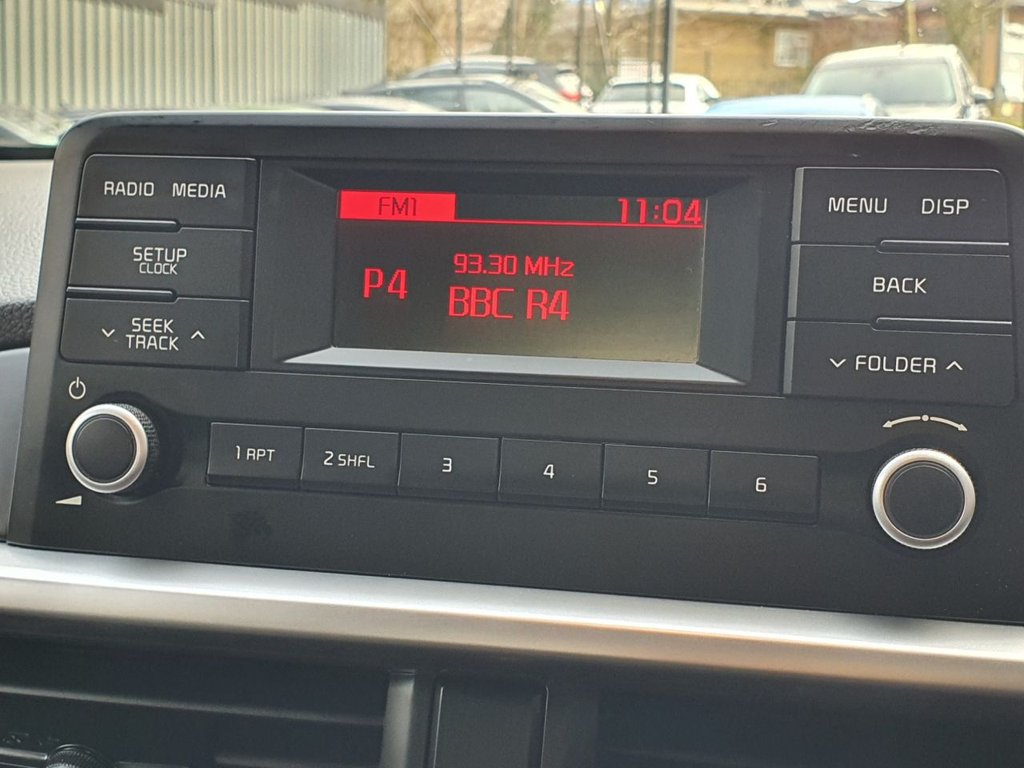 RADIO MEDIA
SETUP
CLOCK
SEEK
TRACK
FM1 11:04
93.30 MHz
P4
BBC R4
MENU DISP
BACK
FOLDER
1 RPT 2 SHFL 3 4 5 6